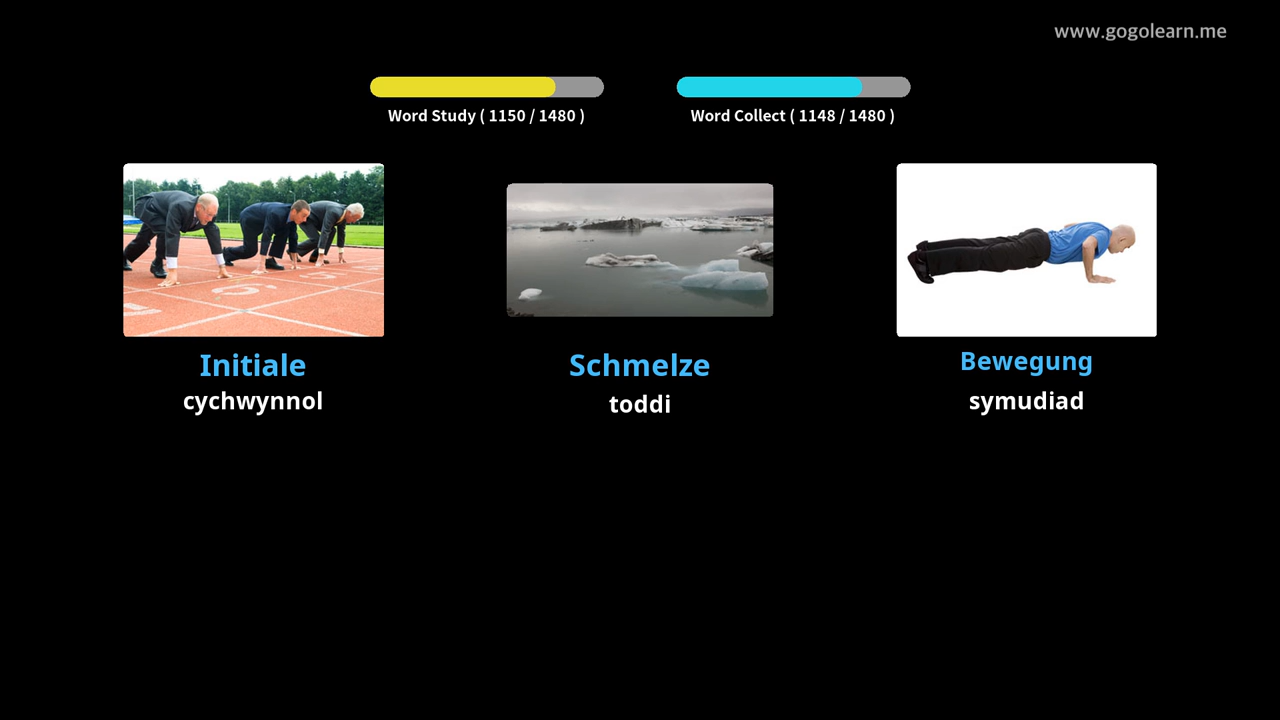 www.gogolearn.me
Word Study ( 1150 / 1480 )
Word Collect ( 1148 / 1480 )
Initiale
cychwynnol
Schmelze
toddi
Bewegung
symudiad